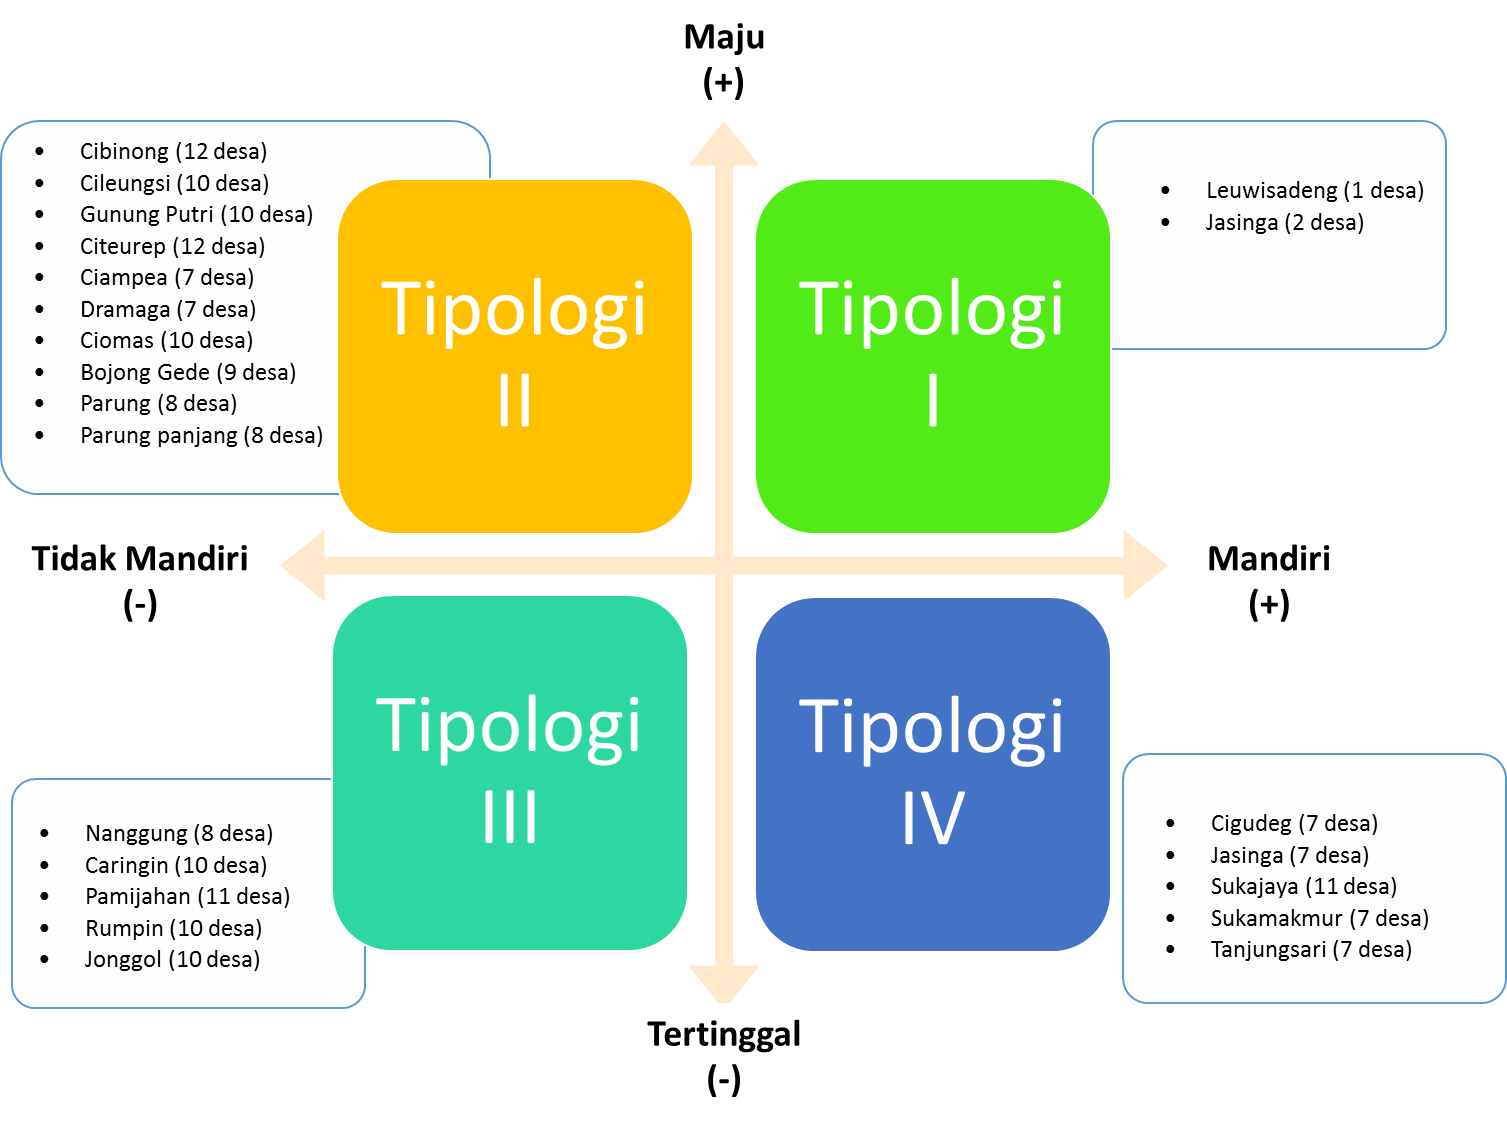 Maju
(+)
• Cibinong (12 desa)
• Cileungsi (10 desa)
• Gunung Putri (10 desa)
• Citeurep (12 desa)
• Ciampea (7 desa)
• Dramaga (7 desa)
• Ciomas (10 desa)
• Bojong Gede (9 desa)
• Parung (8 desa)
• Parung panjang (8 desa)
Tipologi
II
Tipologi
I
• Leuwisadeng (1 desa)
• Jasinga (2 desa)
Tidak Mandiri
(-)
Mandiri
(+)
• Nanggung (8 desa)
• Caringin (10 desa)
• Pamijahan (11 desa)
• Rumpin (10 desa)
• Jonggol (10 desa)
Tipologi
III
Tipologi
IV
• Cigudeg (7 desa)
• Jasinga (7 desa)
• Sukajaya (11 desa)
• Sukamakmur (7 desa)
• Tanjungsari (7 desa)
Tertinggal
(-)